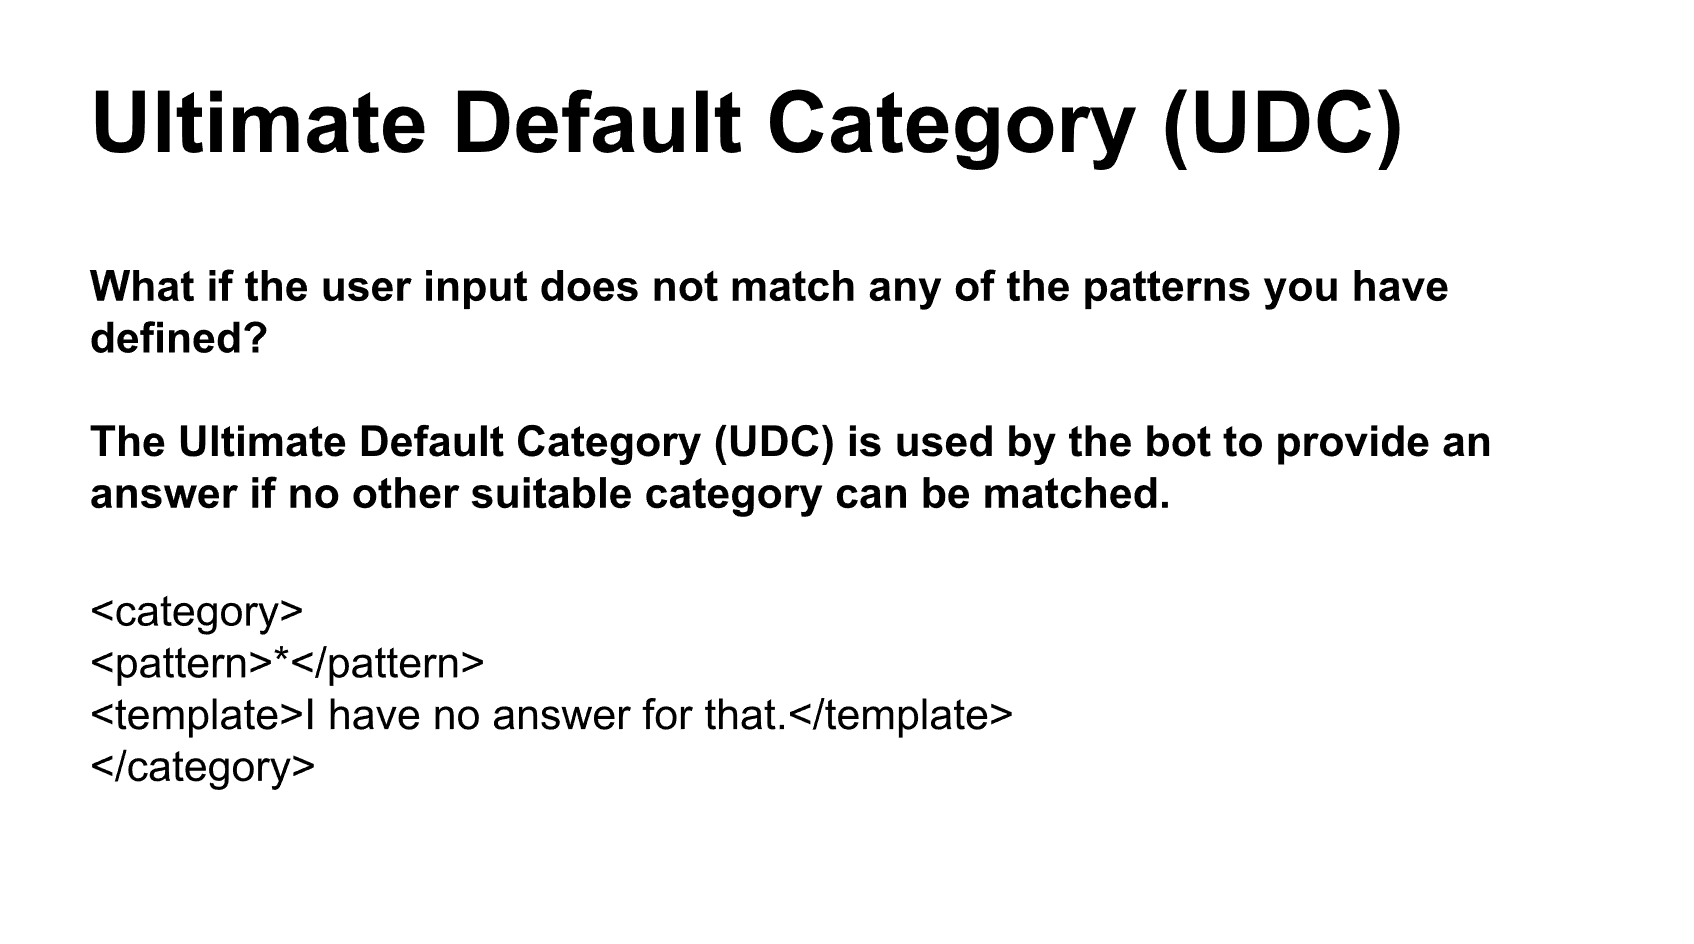 Ultimate Default Category (UDC)
What if the user input does not match any of the patterns you have
defined?
The Ultimate Default Category (UDC) is used by the bot to provide an
answer if no other suitable category can be matched.
<category>
<pattern>*</pattern>
<template>I have no answer for that.</template>
</category>